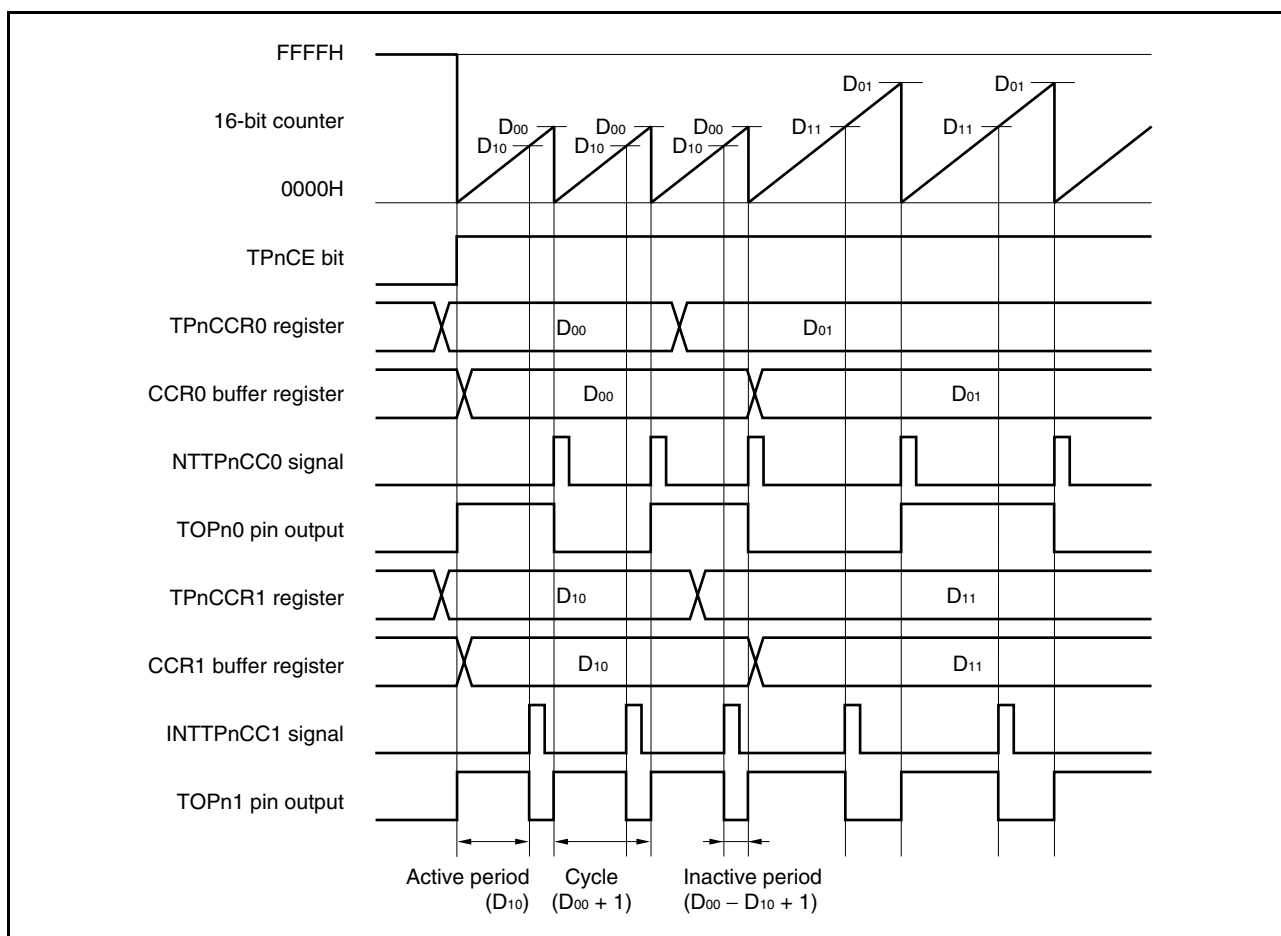 FFFFH
16-bit counter
0000H
D01 D01
D00 D00 D00 D11 D11
D10 D10 D10
TPnCE bit
TPnCCR0 register D00 D01
CCR0 buffer register D00 D01
NTTPnCC0 signal
TOPn0 pin output
TPnCCR1 register D10 D11
CCR1 buffer register D10 D11
INTTPnCC1 signal
TOPn1 pin output
Active period Cycle Inactive period
(D10) (D00 + 1) (D00 − D10 + 1)